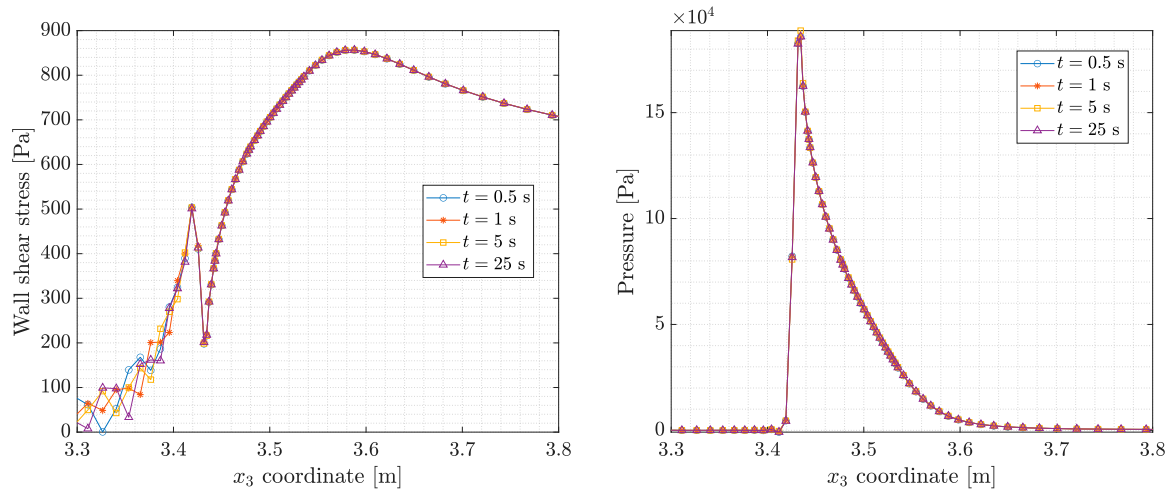 900
800
700
600
500
400
300
200
100
0
3.3 3.4 3.5 3.6 3.7 3.8
x₃ coordinate [m]
Wall shear stress [Pa]
t = 0.5 s
t = 1 s
t = 5 s
t = 25 s
×10⁴
15
10
5
0
3.3 3.4 3.5 3.6 3.7 3.8
x₃ coordinate [m]
Pressure [Pa]
t = 0.5 s
t = 1 s
t = 5 s
t = 25 s